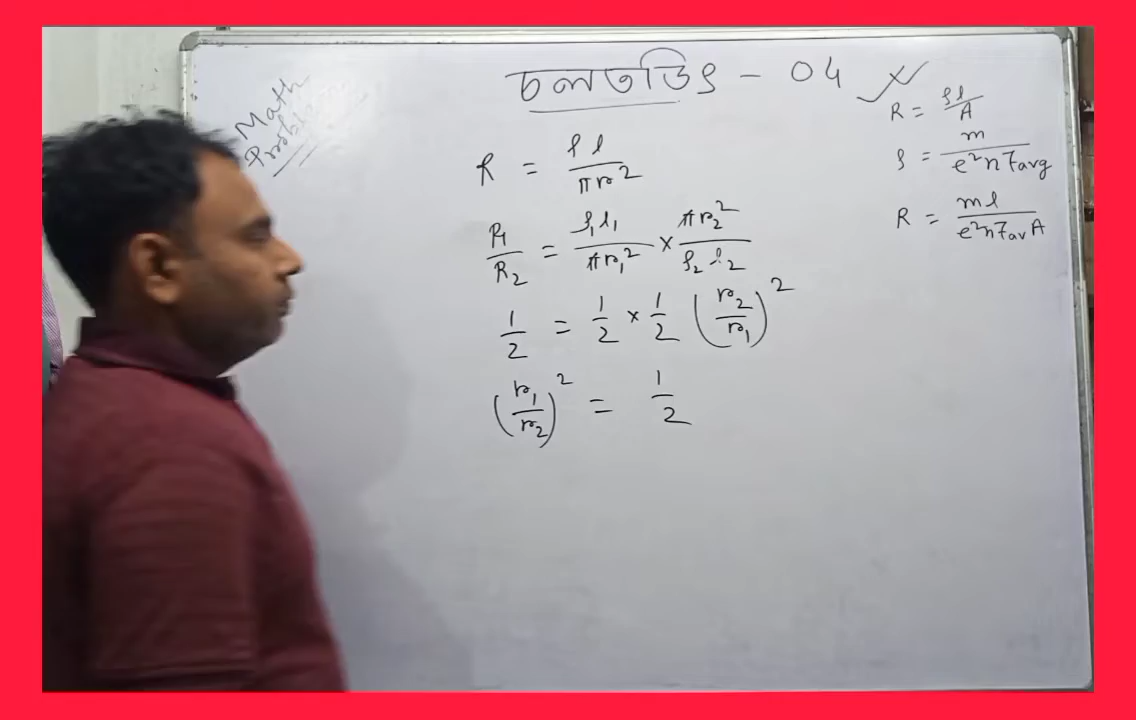 চলতড়িৎ - 04
Math
Problem
R = ρl/πr²
R₁/R₂ = ρ₁l₁/πr₁² × πr₂²/ρ₂l₂
1/2 = 1/2 × 1/2 (r₂/r₁)²
(r₁/r₂)² = 1/2
R = ρl/A
ρ = m/e²nτavg
R = ml/e²nτavA